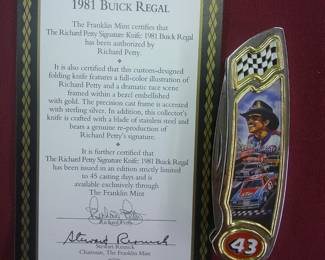 1981 BUICK REGAL
The Franklin Mint certifies that
The Richard Petty Signature Knife: 1981 Buick Regal
has been authorized by
Richard Petty.
It is also certified that this custom-designed
folding knife features a full-color illustration of
Richard Petty and a dramatic race scene
framed within a bezel embellished
with gold. The precision cast frame is accented
with sterling silver. In addition, this collector's
knife is crafted with a blade of stainless steel and
bears a genuine re-production of
Richard Petty's signature.
It is further certified that
The Richard Petty Signature Knife: 1981 Buick Regal
has been issued in an edition strictly limited
to 45 casting days and is
available exclusively through
The Franklin Mint.
Richard Petty
Stewart Resnick
Stewart Resnick
Chairman, The Franklin Mint
43